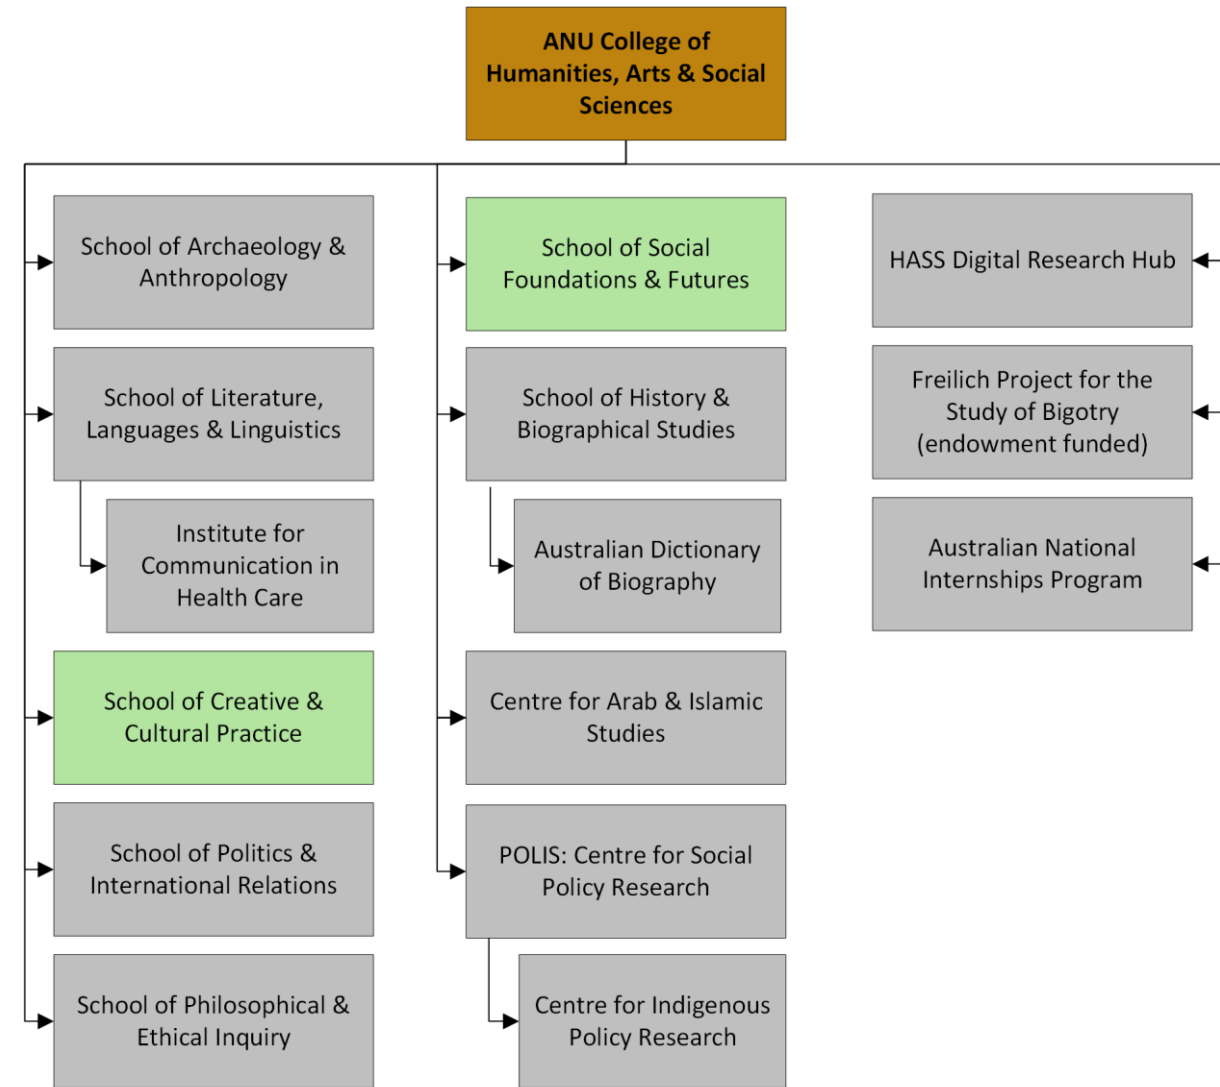 ANU College of
Humanities, Arts & Social
Sciences
School of Archaeology &
Anthropology
School of Literature,
Languages & Linguistics
Institute for
Communication in
Health Care
School of Creative &
Cultural Practice
School of Politics &
International Relations
School of Philosophical &
Ethical Inquiry
School of Social
Foundations & Futures
School of History &
Biographical Studies
Australian Dictionary
of Biography
Centre for Arab & Islamic
Studies
POLIS: Centre for Social
Policy Research
Centre for Indigenous
Policy Research
HASS Digital Research Hub
Freilich Project for the
Study of Bigotry
(endowment funded)
Australian National
Internships Program